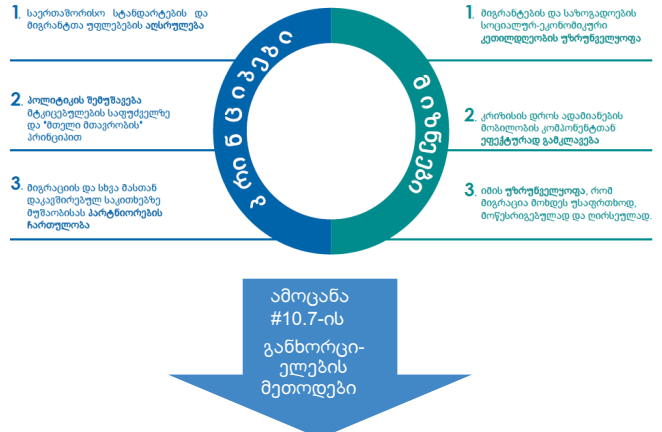 1. საერთაშორისო სტანდარტების და
მიგრანტთა უფლებების აღსრულება
2. პოლიტიკის შემუშავება
მტკიცებულების საფუძველზე
და "მთელი მთავრობის"
პრინციპით
3. მიგრაციის და სხვა მასთან
დაკავშირებულ საკითხებზე
მუშაობისას პარტნიორების
ჩართულობა
პრინციპები
მიზნები
1. მიგრანტების და საზოგადოების
სოციალურ-ეკონომიკური
კეთილდღეობის უზრუნველყოფა
2. კრიზისის დროს ადამიანების
მობილობის კომპონენტთან
ეფექტურად გამკლავება
3. იმის უზრუნველყოფა, რომ
მიგრაცია მოხდეს უსაფრთხოდ,
მოწესრიგებულად და ღირსეულად.
ამოცანა
#10.7-ის
განხორცი-
ელების
მეთოდები